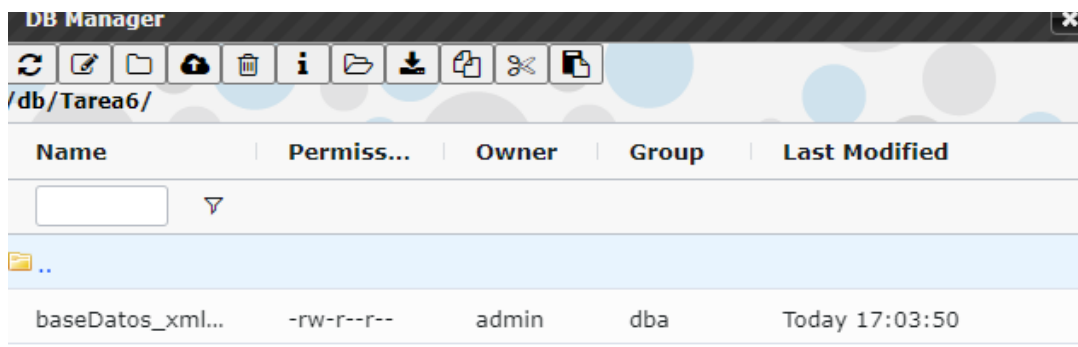 DB Manager
/db/Tarea6/
Name Permiss... Owner Group Last Modified
..
baseDatos_xml... -rw-r--r-- admin dba Today 17:03:50